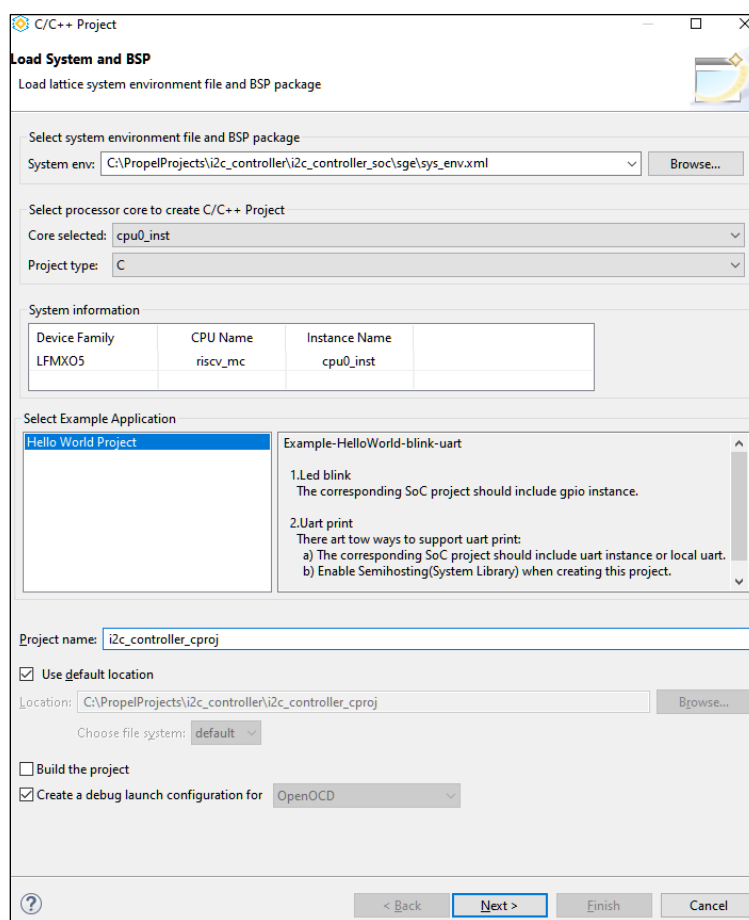 C/C++ Project
Load System and BSP
Load lattice system environment file and BSP package
Select system environment file and BSP package
System env: C:\PropelProjects\i2c_controller\i2c_controller_soc\sge\sys_env.xml Browse...
Select processor core to create C/C++ Project
Core selected: cpu0_inst
Project type: C
System information
Device Family CPU Name Instance Name
LFMXO5 riscv_mc cpu0_inst
Select Example Application
Hello World Project
Example-HelloWorld-blink-uart
1.Led blink
The corresponding SoC project should include gpio instance.
2.Uart print
There art tow ways to support uart print:
a) The corresponding SoC project should include uart instance or local uart.
b) Enable Semihosting(System Library) when creating this project.
Project name: i2c_controller_cproj
Use default location
Location: C:\PropelProjects\i2c_controller\i2c_controller_cproj Browse...
Choose file system: default
Build the project
Create a debug launch configuration for OpenOCD
? < Back Next > Finish Cancel